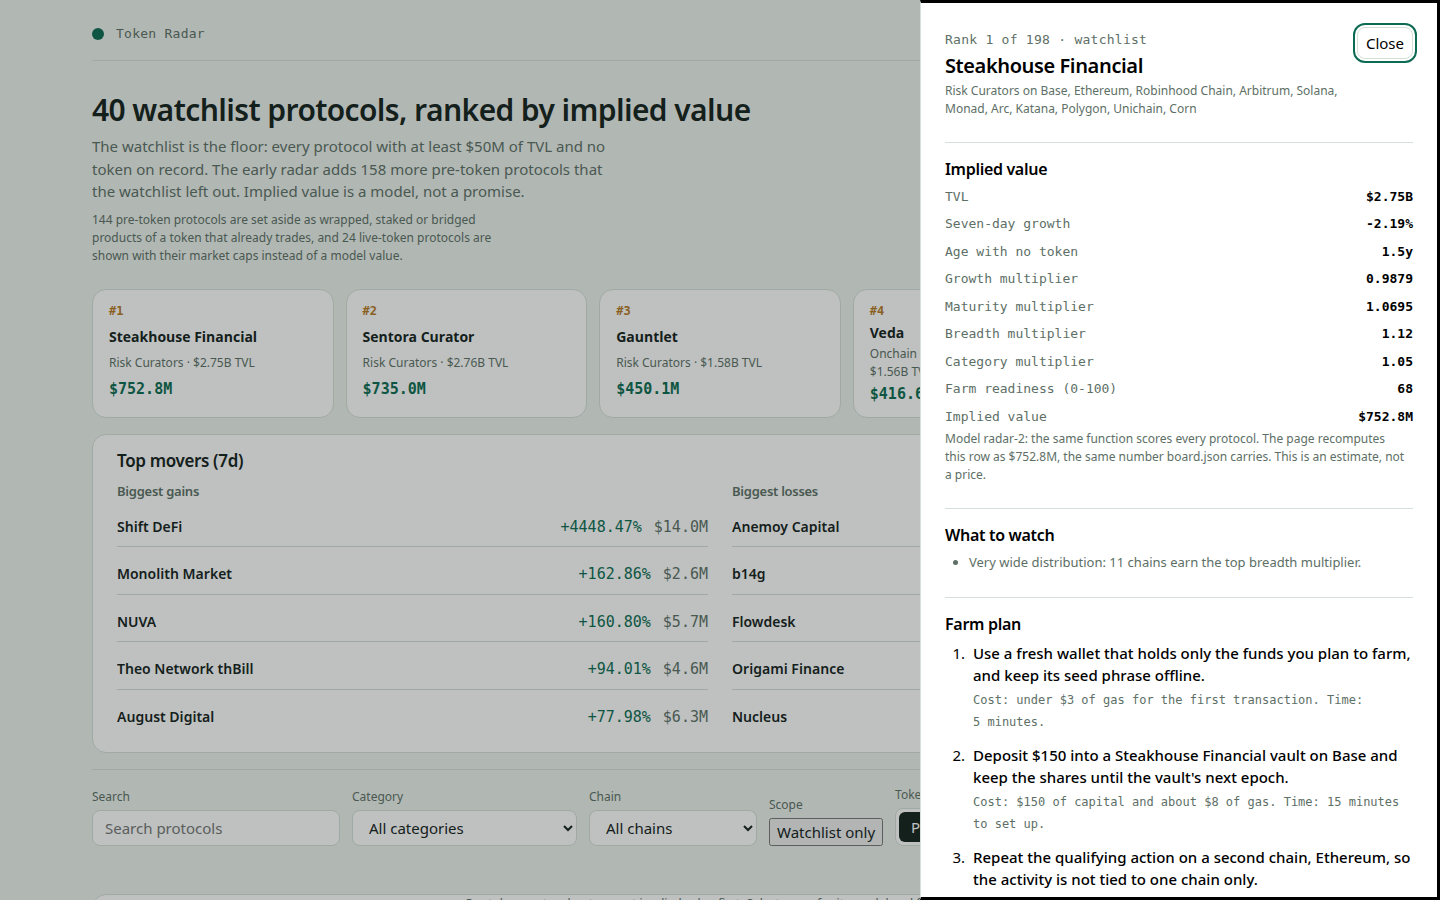 Token Radar
40 watchlist protocols, ranked by implied value
The watchlist is the floor: every protocol with at least $50M of TVL and no
token on record. The early radar adds 158 more pre-token protocols that
the watchlist left out. Implied value is a model, not a promise.
144 pre-token protocols are set aside as wrapped, staked or bridged
products of a token that already trades, and 24 live-token protocols are
shown with their market caps instead of a model value.
#1
Steakhouse Financial
Risk Curators · $2.75B TVL
$752.8M
#2
Sentora Curator
Risk Curators · $2.76B TVL
$735.0M
#3
Gauntlet
Risk Curators · $1.58B TVL
$450.1M
#4
Veda
Onchain
$1.56B TV
$416.6
Top movers (7d)
Biggest gains
Shift DeFi +4448.47% $14.0M
Monolith Market +162.86% $2.6M
NUVA +160.80% $5.7M
Theo Network thBill +94.01% $4.6M
August Digital +77.98% $6.3M
Biggest losses
Anemoy Capital
b14g
Flowdesk
Origami Finance
Nucleus
Search
Search protocols
Category
All categories
Chain
All chains
Scope
Watchlist only
Toke
P
Rank 1 of 198 · watchlist
Close
Steakhouse Financial
Risk Curators on Base, Ethereum, Robinhood Chain, Arbitrum, Solana,
Monad, Arc, Katana, Polygon, Unichain, Corn
Implied value
TVL $2.75B
Seven-day growth -2.19%
Age with no token 1.5y
Growth multiplier 0.9879
Maturity multiplier 1.0695
Breadth multiplier 1.12
Category multiplier 1.05
Farm readiness (0-100) 68
Implied value $752.8M
Model radar-2: the same function scores every protocol. The page recomputes
this row as $752.8M, the same number board.json carries. This is an estimate, not
a price.
What to watch
• Very wide distribution: 11 chains earn the top breadth multiplier.
Farm plan
1. Use a fresh wallet that holds only the funds you plan to farm,
and keep its seed phrase offline.
Cost: under $3 of gas for the first transaction. Time:
5 minutes.
2. Deposit $150 into a Steakhouse Financial vault on Base and
keep the shares until the vault's next epoch.
Cost: $150 of capital and about $8 of gas. Time: 15 minutes
to set up.
3. Repeat the qualifying action on a second chain, Ethereum, so
the activity is not tied to one chain only.